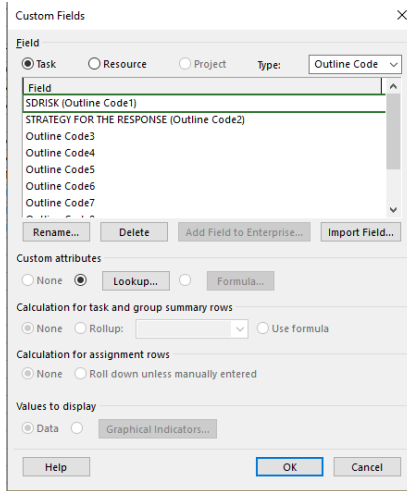 Custom Fields
Field
Task Resource Project Type: Outline Code
Field
SDRISK (Outline Code1)
STRATEGY FOR THE RESPONSE (Outline Code2)
Outline Code3
Outline Code4
Outline Code5
Outline Code6
Outline Code7
Rename... Delete Add Field to Enterprise... Import Field...
Custom attributes
None Lookup... Formula...
Calculation for task and group summary rows
None Rollup: Use formula
Calculation for assignment rows
None Roll down unless manually entered
Values to display
Data Graphical Indicators...
Help OK Cancel